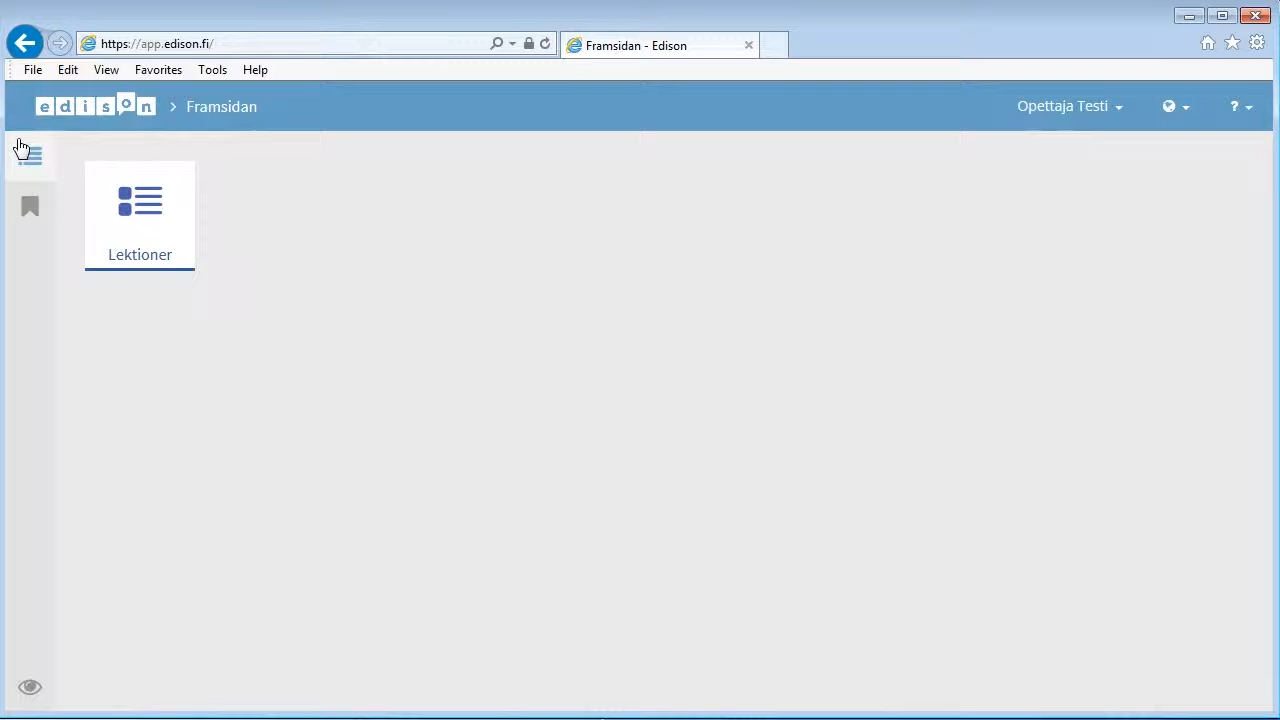 https://app.edison.fi/
Framsidan - Edison
File Edit View Favorites Tools Help
edison > Framsidan
Opettaja Testi
?
Lektioner